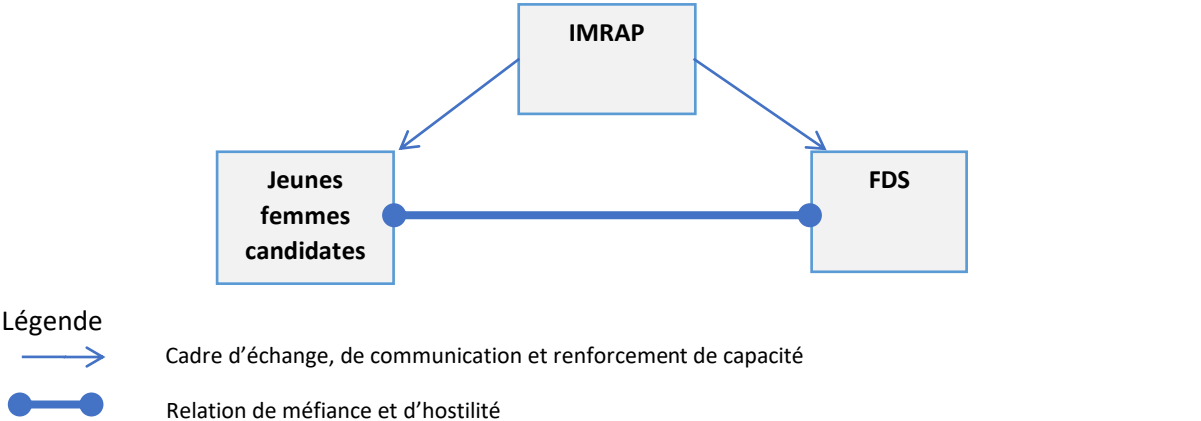 IMRAP
Jeunes
femmes
candidates
FDS
Légende
Cadre d’échange, de communication et renforcement de capacité
Relation de méfiance et d’hostilité